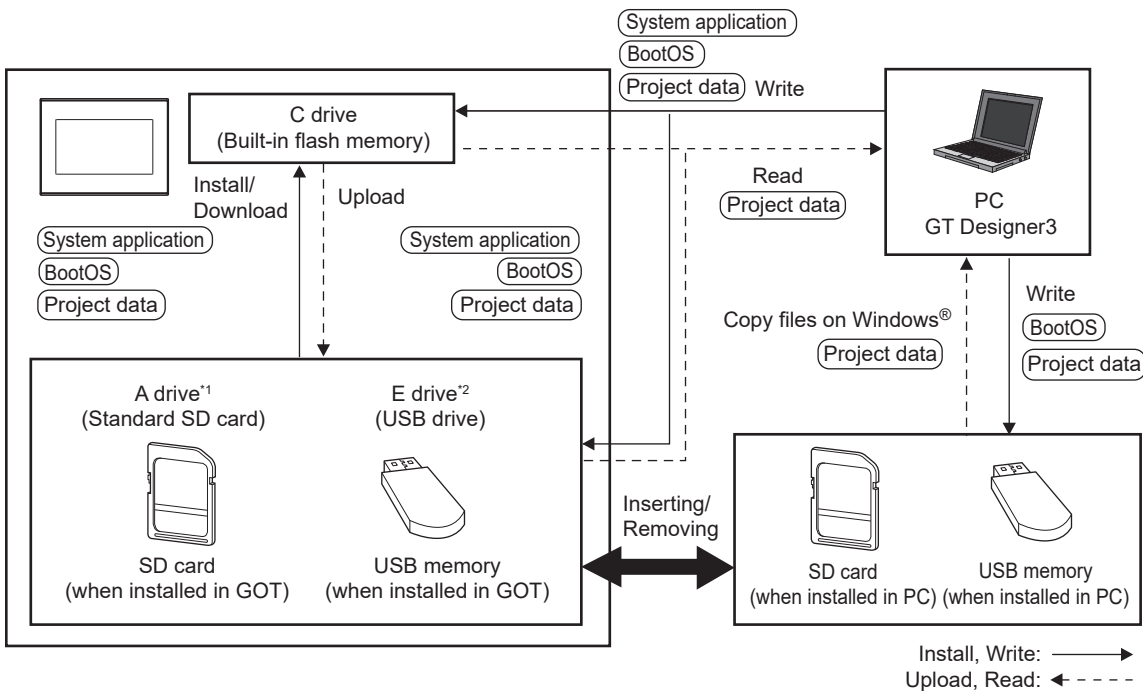 System application
BootOS
Project data
Write
C drive
(Built-in flash memory)
Install/
Download
Upload
Read
Project data
PC
GT Designer3
System application
BootOS
Project data
System application
BootOS
Project data
Copy files on Windows®
Project data
Write
BootOS
Project data
A drive*1
(Standard SD card)
E drive*2
(USB drive)
SD card
(when installed in GOT)
USB memory
(when installed in GOT)
Inserting/
Removing
SD card
(when installed in PC)
USB memory
(when installed in PC)
Install, Write:
Upload, Read: